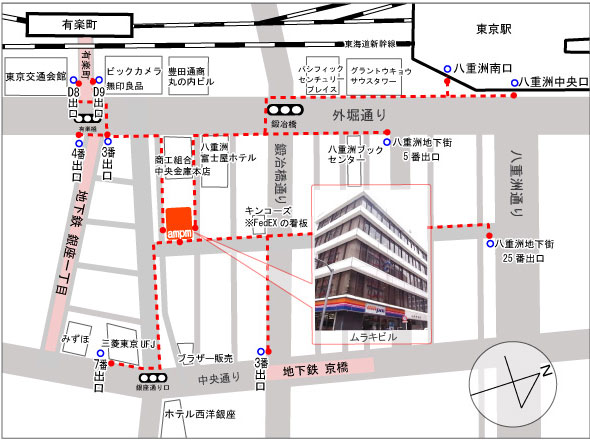 有楽町
東京駅
東海道新幹線
東京交通会館
有楽町
D8
出口
D9
出口
ビックカメラ
無印良品
豊田通商
丸の内ビル
パシフィック
センチュリー
プレイス
グラントウキョウ
サウスタワー
八重洲南口
八重洲中央口
外堀通り
鍛冶橋
4番
出口
3番
出口
商工組合
中央金庫本店
八重洲
富士屋ホテル
鍛冶橋通り
八重洲ブック
センター
八重洲地下街
5番出口
八重洲通り
地下鉄 銀座一丁目
ampm
キンコーズ
※FedEXの看板
八重洲地下街
25番出口
ムラキビル
みずほ
三菱東京UFJ
7番
出口
ブラザー販売
中央通り
3番
出口
地下鉄 京橋
銀座通り口
ホテル西洋銀座
N